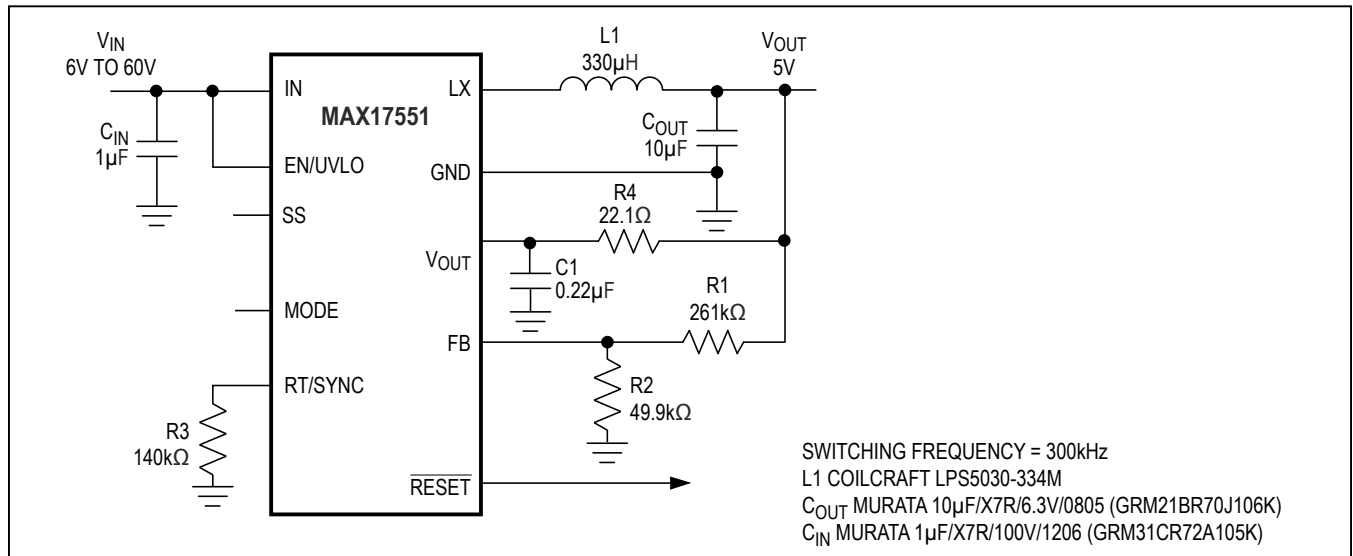 V_IN
6V TO 60V
C_IN
1µF
IN
EN/UVLO
SS
MODE
RT/SYNC
R3
140kΩ
MAX17551
LX
GND
V_OUT
FB
RESET
L1
330µH
C_OUT
10µF
V_OUT
5V
R4
22.1Ω
C1
0.22µF
R1
261kΩ
R2
49.9kΩ
SWITCHING FREQUENCY = 300kHz
L1 COILCRAFT LPS5030-334M
C_OUT MURATA 10µF/X7R/6.3V/0805 (GRM21BR70J106K)
C_IN MURATA 1µF/X7R/100V/1206 (GRM31CR72A105K)